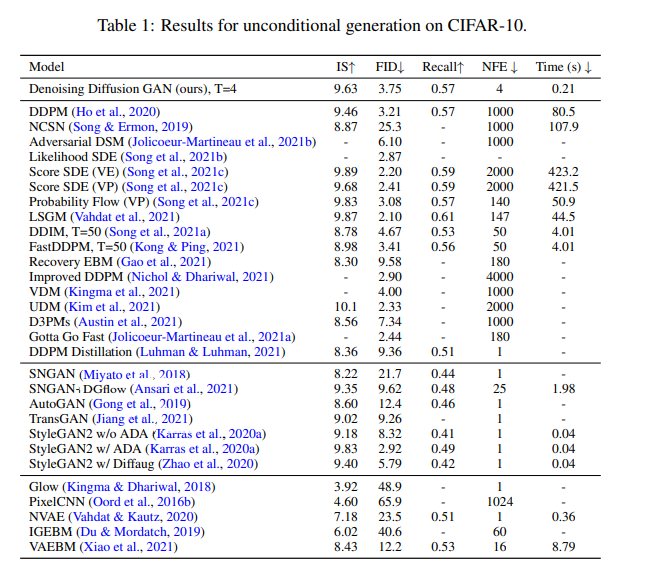 Table 1: Results for unconditional generation on CIFAR-10.
Model IS↑ FID↓ Recall↑ NFE ↓ Time (s) ↓
Denoising Diffusion GAN (ours), T=4 9.63 3.75 0.57 4 0.21
DDPM (Ho et al., 2020) 9.46 3.21 0.57 1000 80.5
NCSN (Song & Ermon, 2019) 8.87 25.3 - 1000 107.9
Adversarial DSM (Jolicoeur-Martineau et al., 2021b) - 6.10 - 1000 -
Likelihood SDE (Song et al., 2021b) - 2.87 - - -
Score SDE (VE) (Song et al., 2021c) 9.89 2.20 0.59 2000 423.2
Score SDE (VP) (Song et al., 2021c) 9.68 2.41 0.59 2000 421.5
Probability Flow (VP) (Song et al., 2021c) 9.83 3.08 0.57 140 50.9
LSGM (Vahdat et al., 2021) 9.87 2.10 0.61 147 44.5
DDIM, T=50 (Song et al., 2021a) 8.78 4.67 0.53 50 4.01
FastDDPM, T=50 (Kong & Ping, 2021) 8.98 3.41 0.56 50 4.01
Recovery EBM (Gao et al., 2021) 8.30 9.58 - 180 -
Improved DDPM (Nichol & Dhariwal, 2021) - 2.90 - 4000 -
VDM (Kingma et al., 2021) - 4.00 - 1000 -
UDM (Kim et al., 2021) 10.1 2.33 - 2000 -
D3PMs (Austin et al., 2021) 8.56 7.34 - 1000 -
Gotta Go Fast (Jolicoeur-Martineau et al., 2021a) - 2.44 - 180 -
DDPM Distillation (Luhman & Luhman, 2021) 8.36 9.36 0.51 1 -
SNGAN (Miyato et al., 2018) 8.22 21.7 0.44 1 -
SNGAN+DGflow (Ansari et al., 2021) 9.35 9.62 0.48 25 1.98
AutoGAN (Gong et al., 2019) 8.60 12.4 0.46 1 -
TransGAN (Jiang et al., 2021) 9.02 9.26 - 1 -
StyleGAN2 w/o ADA (Karras et al., 2020a) 9.18 8.32 0.41 1 0.04
StyleGAN2 w/ ADA (Karras et al., 2020a) 9.83 2.92 0.49 1 0.04
StyleGAN2 w/ Diffaug (Zhao et al., 2020) 9.40 5.79 0.42 1 0.04
Glow (Kingma & Dhariwal, 2018) 3.92 48.9 - 1 -
PixelCNN (Oord et al., 2016b) 4.60 65.9 - 1024 -
NVAE (Vahdat & Kautz, 2020) 7.18 23.5 0.51 1 0.36
IGEBM (Du & Mordatch, 2019) 6.02 40.6 - 60 -
VAEBM (Xiao et al., 2021) 8.43 12.2 0.53 16 8.79